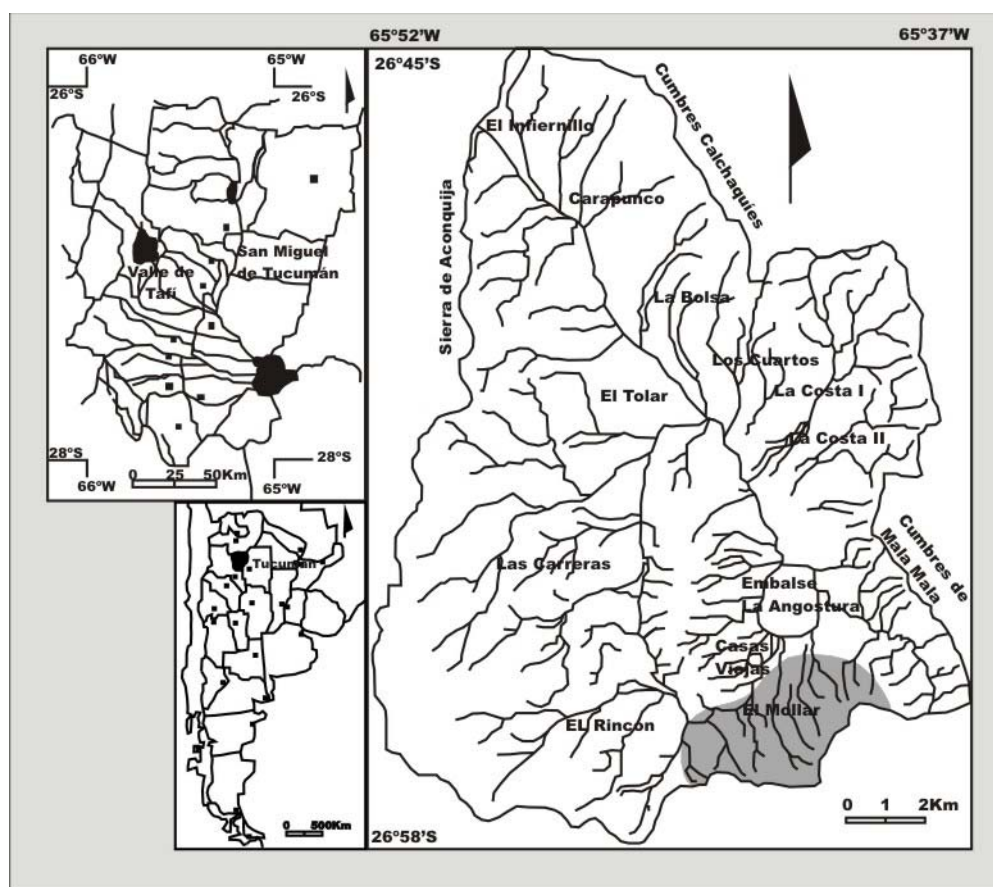 65°52'W
65°37'W
66°W
65°W
26°S
26°S
San Miguel
de Tucumán
Valle de
Tafí
28°S
28°S
0 25 50Km
66°W
65°W
Tucumán
0 500Km
26°45'S
Cumbres Calchaquíes
El Infiernillo
Carapunco
Sierra de Aconquija
La Bolsa
Los Cuartos
El Tolar
La Costa I
La Costa II
Cumbres de
Mala Mala
Las Carreras
Embalse
La Angostura
Casas
Viojas
El Mollar
EL Rincon
0 1 2Km
26°58'S